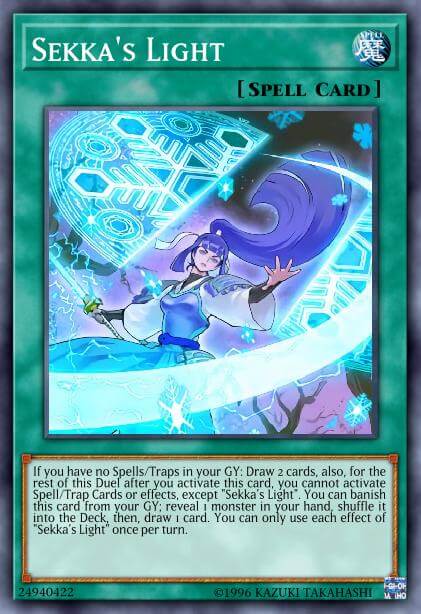 SEKKA'S LIGHT
SPELL
魔
[SPELL CARD]
If you have no Spells/Traps in your GY: Draw 2 cards, also, for the
rest of this Duel after you activate this card, you cannot activate
Spell/Trap Cards or effects, except "Sekka's Light". You can banish
this card from your GY; reveal 1 monster in your hand, shuffle it
into the Deck, then, draw 1 card. You can only use each effect of
"Sekka's Light" once per turn.
24940422
©1996 KAZUKI TAKAHASHI